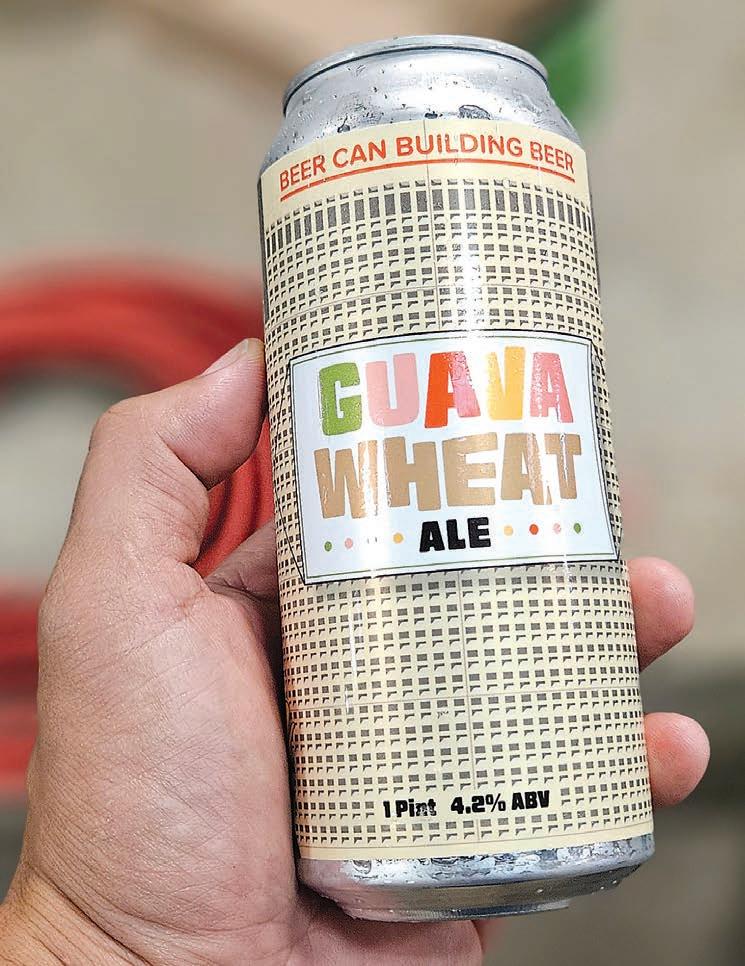 BEER CAN BUILDING BEER
GUAVA
WHEAT
ALE
1 Pint 4.2% ABV